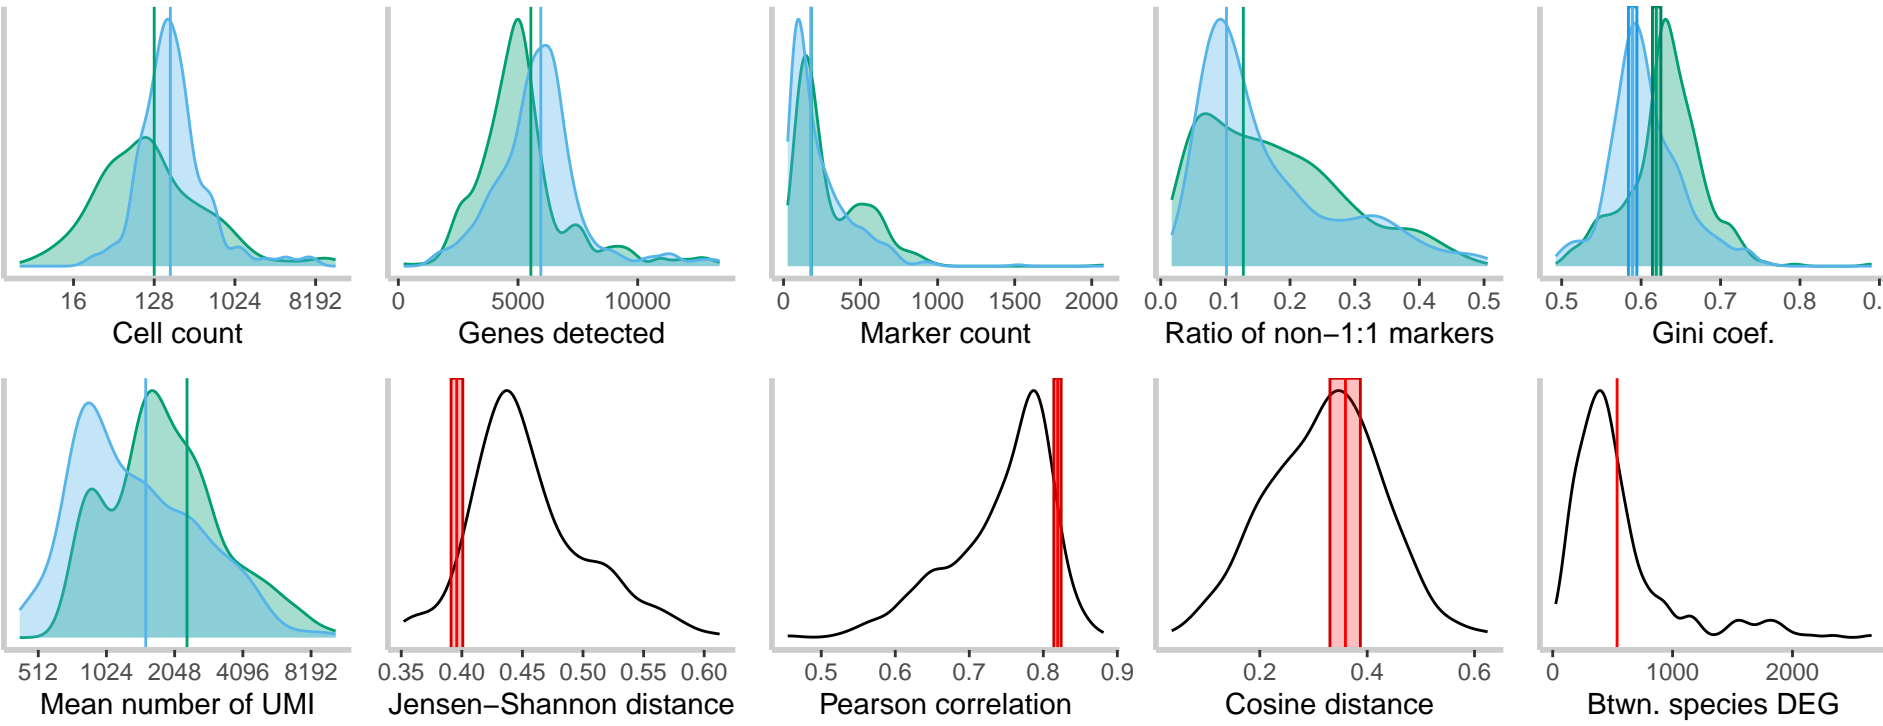 16 128 1024 8192
Cell count
0 5000 10000
Genes detected
0 500 1000 1500 2000
Marker count
0.0 0.1 0.2 0.3 0.4 0.5
Ratio of non−1:1 markers
0.5 0.6 0.7 0.8 0.
Gini coef.
512 1024 2048 4096 8192
Mean number of UMI
0.35 0.40 0.45 0.50 0.55 0.60
Jensen−Shannon distance
0.5 0.6 0.7 0.8 0.9
Pearson correlation
0.2 0.4 0.6
Cosine distance
0 1000 2000
Btwn. species DEG